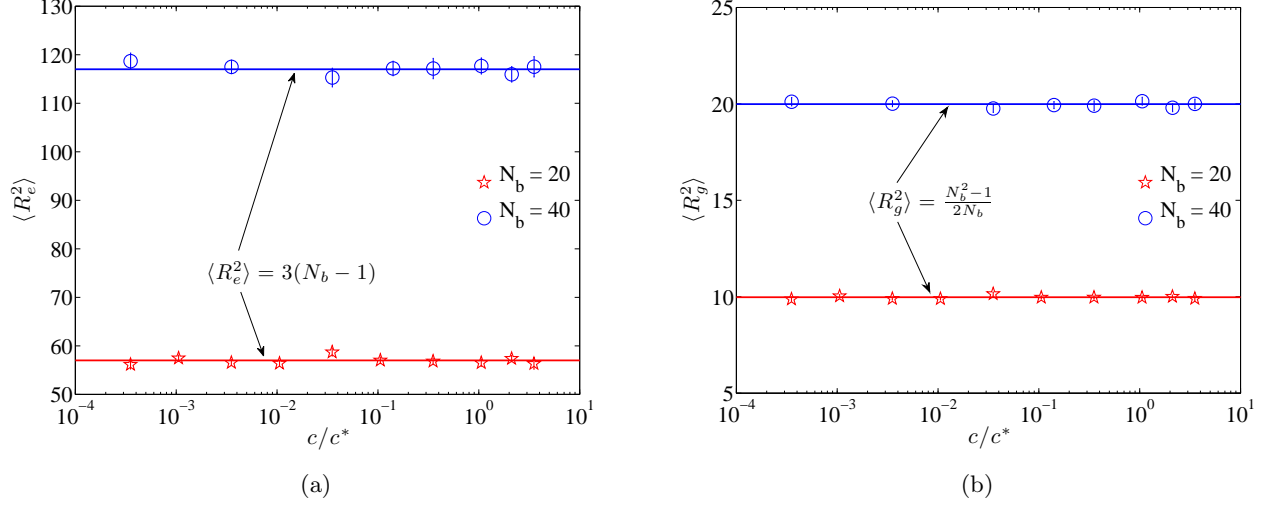 130
120
110
100
90
80
70
60
50
⟨R_e^2⟩
N_b = 20
N_b = 40
⟨R_e^2⟩ = 3(N_b − 1)
10^{-4} 10^{-3} 10^{-2} 10^{-1} 10^0 10^1
c/c*
(a)
25
20
15
10
5
⟨R_g^2⟩
N_b = 20
N_b = 40
⟨R_g^2⟩ = \frac{N_b^2−1}{2N_b}
10^{-4} 10^{-3} 10^{-2} 10^{-1} 10^0 10^1
c/c*
(b)